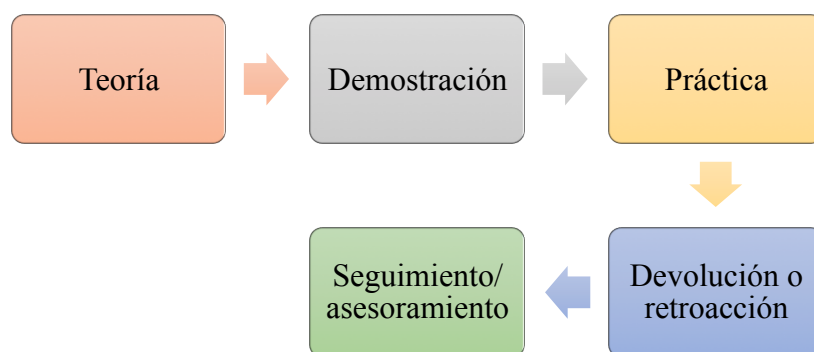 Teoría
Demostración
Práctica
Devolución o
retroacción
Seguimiento/
asesoramiento